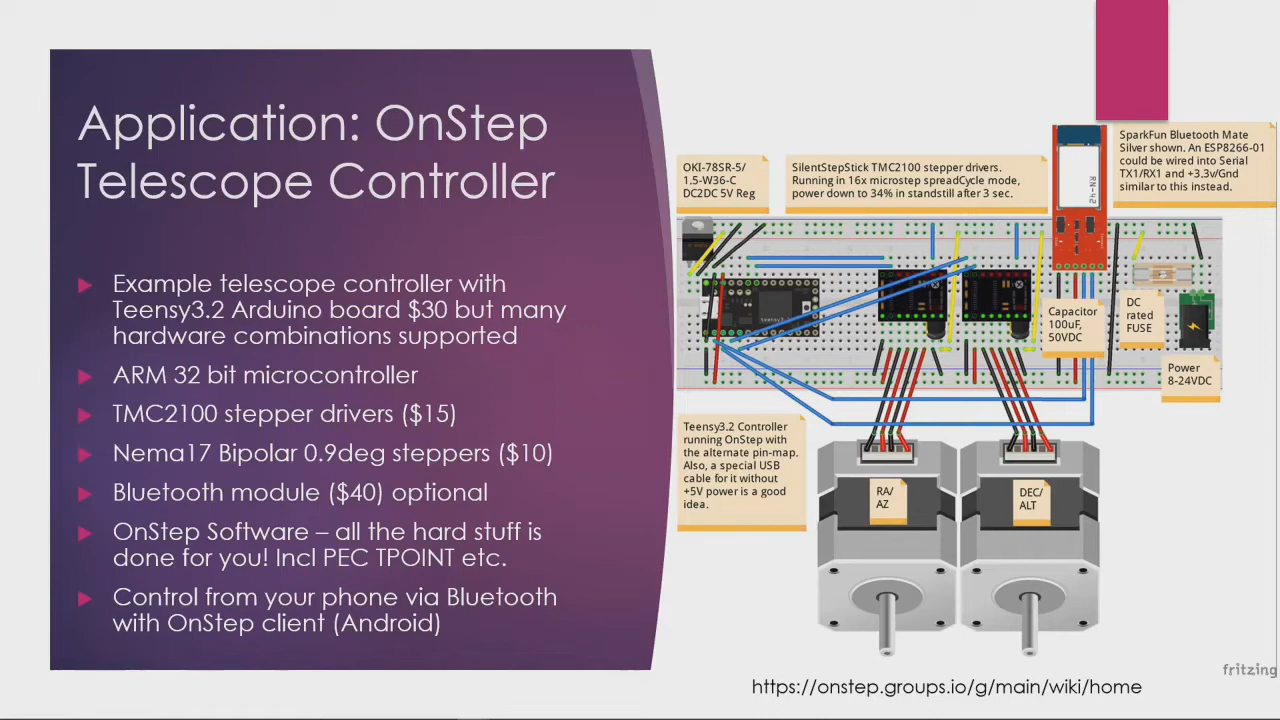 Application: OnStep
Telescope Controller
Example telescope controller with
Teensy3.2 Arduino board $30 but many
hardware combinations supported
ARM 32 bit microcontroller
TMC2100 stepper drivers ($15)
Nema17 Bipolar 0.9deg steppers ($10)
Bluetooth module ($40) optional
OnStep Software – all the hard stuff is
done for you! Incl PEC TPOINT etc.
Control from your phone via Bluetooth
with OnStep client (Android)
OKI-78SR-5/
1.5-W36-C
DC2DC 5V Reg
SilentStepStick TMC2100 stepper drivers.
Running in 16x microstep spreadCycle mode,
power down to 34% in standstill after 3 sec.
SparkFun Bluetooth Mate
Silver shown. An ESP8266-01
could be wired into Serial
TX1/RX1 and +3.3v/Gnd
similar to this instead.
RN-42
teensy3.2
Capacitor
100uF,
50VDC
DC
rated
FUSE
Power
8-24VDC
Teensy3.2 Controller
running OnStep with
the alternate pin-map.
Also, a special USB
cable for it without
+5V power is a good
idea.
RA/
AZ
DEC/
ALT
fritzing
https://onstep.groups.io/g/main/wiki/home